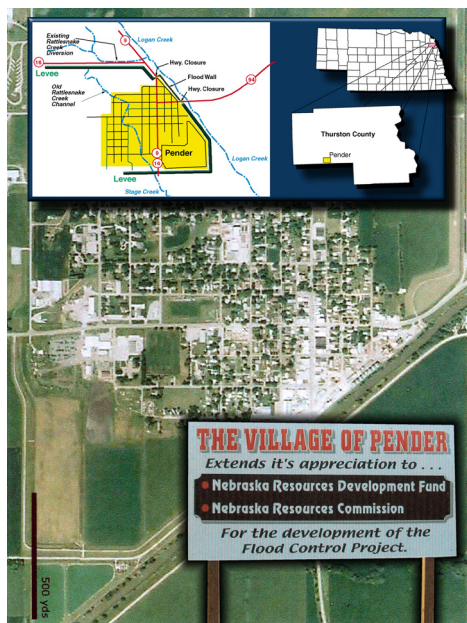 Existing
Rattlesnake
Creek
Diversion
9
Logan Creek
16
Levee
Hwy. Closure
Flood Wall
Hwy. Closure
94
Old
Rattlesnake
Creek
Channel
9
16
Pender
Logan Creek
Levee
Stage Creek
Thurston County
Pender
THE VILLAGE OF PENDER
Extends it's appreciation to . . .
Nebraska Resources Development Fund
Nebraska Resources Commission
For the development of the
Flood Control Project.
500 yds